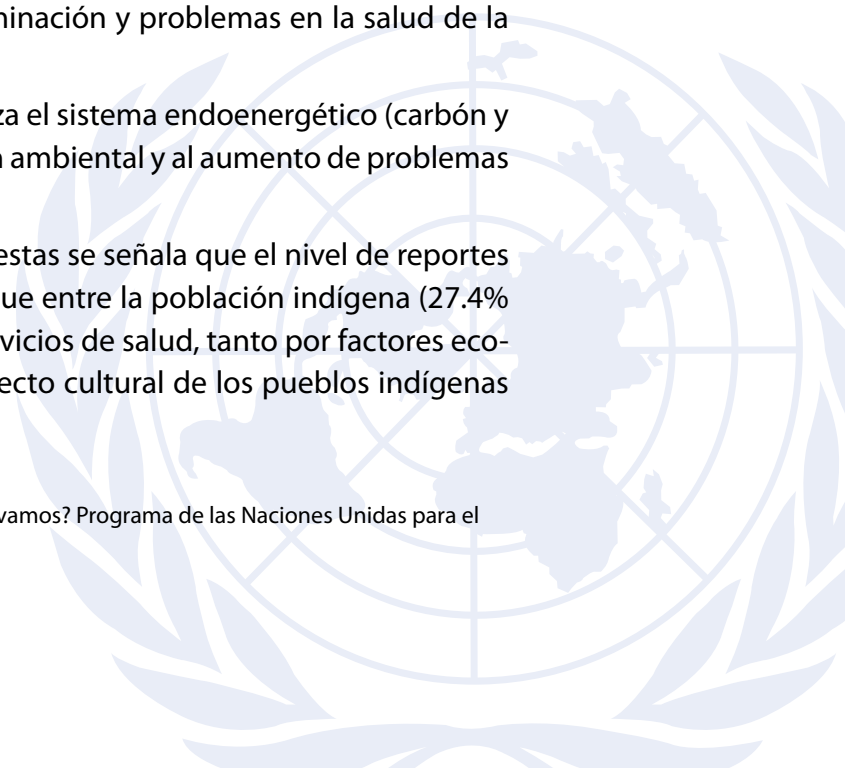 minación y problemas en la salud de la
za el sistema endoenergético (carbón y
ambiental y al aumento de problemas
estas se señala que el nivel de reportes
ue entre la población indígena (27.4%
vicios de salud, tanto por factores eco-
ecto cultural de los pueblos indígenas
vamos? Programa de las Naciones Unidas para el